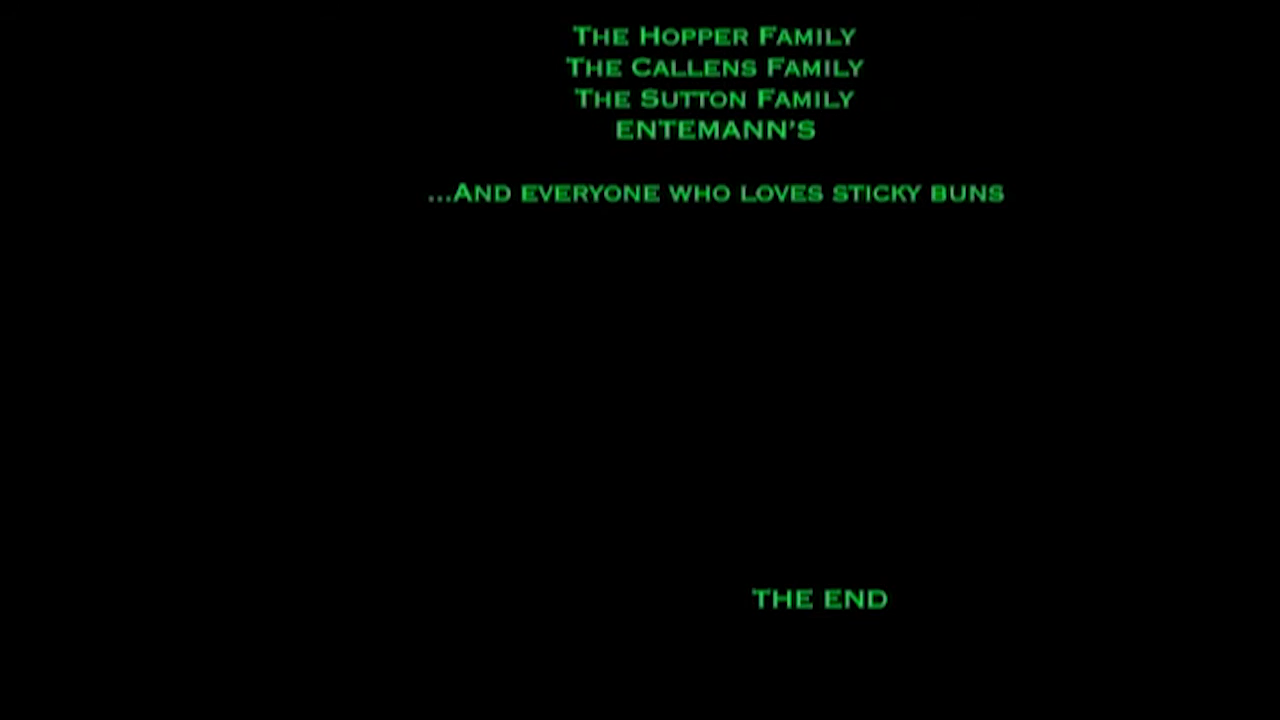 The Hopper Family
The Callens Family
The Sutton Family
ENTEMANN'S
...And everyone who loves sticky buns
THE END